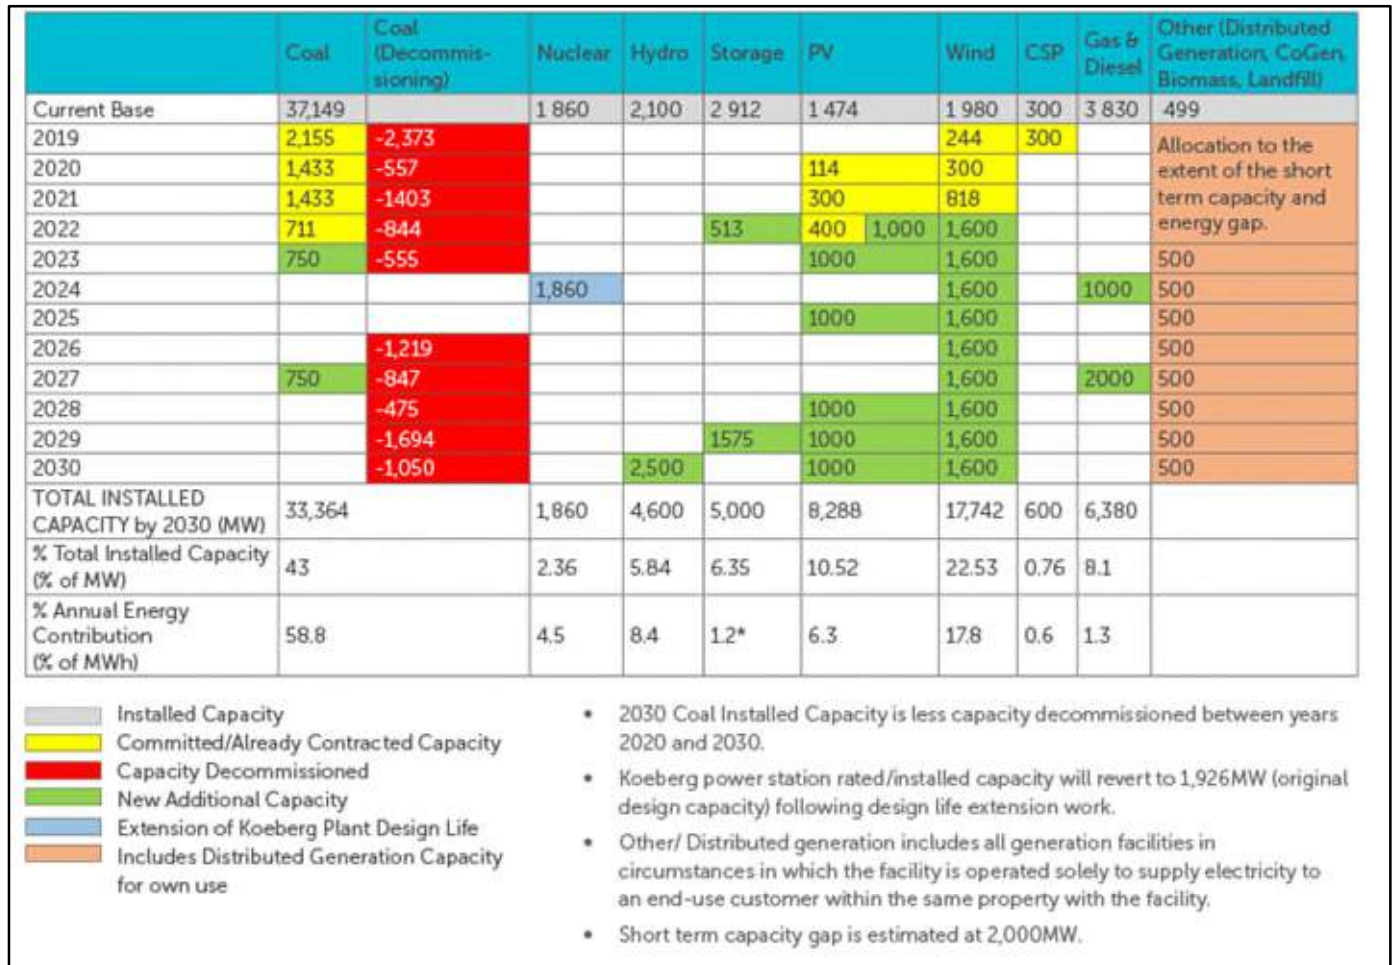 Coal Coal (Decommis-sioning) Nuclear Hydro Storage PV Wind CSP Gas & Diesel Other (Distributed Generation, CoGen, Biomass, Landfill)
Current Base 37,149 1 860 2,100 2 912 1 474 1 980 300 3 830 499
2019 2,155 -2,373 244 300 Allocation to the
2020 1,433 -557 114 300 extent of the short
2021 1,433 -1403 300 818 term capacity and
2022 711 -844 513 400 1,000 1,600 energy gap.
2023 750 -555 1000 1,600 500
2024 1,860 1,600 1000 500
2025 1000 1,600 500
2026 -1,219 1,600 500
2027 750 -847 1,600 2000 500
2028 -475 1000 1,600 500
2029 -1,694 1575 1000 1,600 500
2030 -1,050 2,500 1000 1,600 500
TOTAL INSTALLED CAPACITY by 2030 (MW) 33,364 1,860 4,600 5,000 8,288 17,742 600 6,380
% Total Installed Capacity (% of MW) 43 2.36 5.84 6.35 10.52 22.53 0.76 8.1
% Annual Energy Contribution (% of MWh) 58.8 4.5 8.4 1.2* 6.3 17.8 0.6 1.3
Installed Capacity
Committed/Already Contracted Capacity
Capacity Decommissioned
New Additional Capacity
Extension of Koeberg Plant Design Life
Includes Distributed Generation Capacity
for own use
• 2030 Coal Installed Capacity is less capacity decommissioned between years
2020 and 2030.
• Koeberg power station rated/installed capacity will revert to 1,926MW (original
design capacity) following design life extension work.
• Other/ Distributed generation includes all generation facilities in
circumstances in which the facility is operated solely to supply electricity to
an end-use customer within the same property with the facility.
• Short term capacity gap is estimated at 2,000MW.